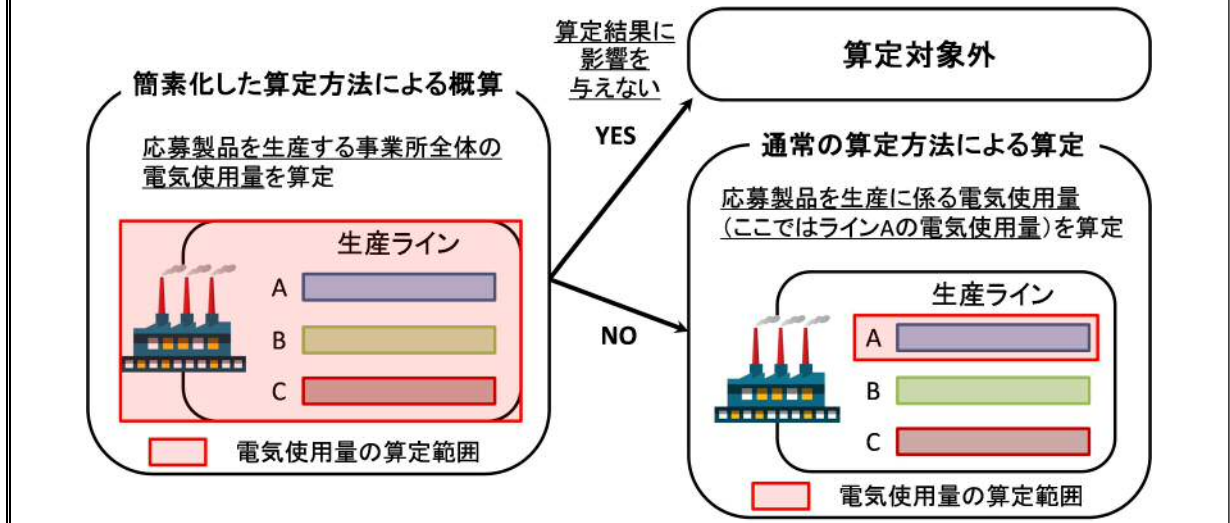 簡素化した算定方法による概算
応募製品を生産する事業所全体の
電気使用量を算定
生産ライン
A
B
C
電気使用量の算定範囲
算定結果に
影響を
与えない
YES
NO
算定対象外
通常の算定方法による算定
応募製品を生産に係る電気使用量
(ここではラインAの電気使用量)を算定
生産ライン
A
B
C
電気使用量の算定範囲